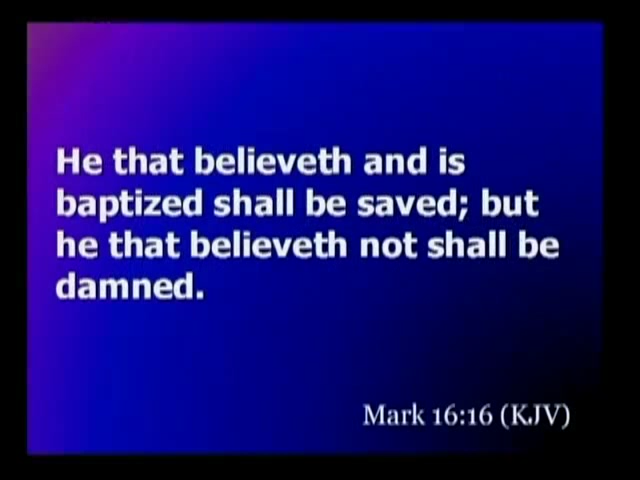 He that believeth and is
baptized shall be saved; but
he that believeth not shall be
damned.
Mark 16:16 (KJV)